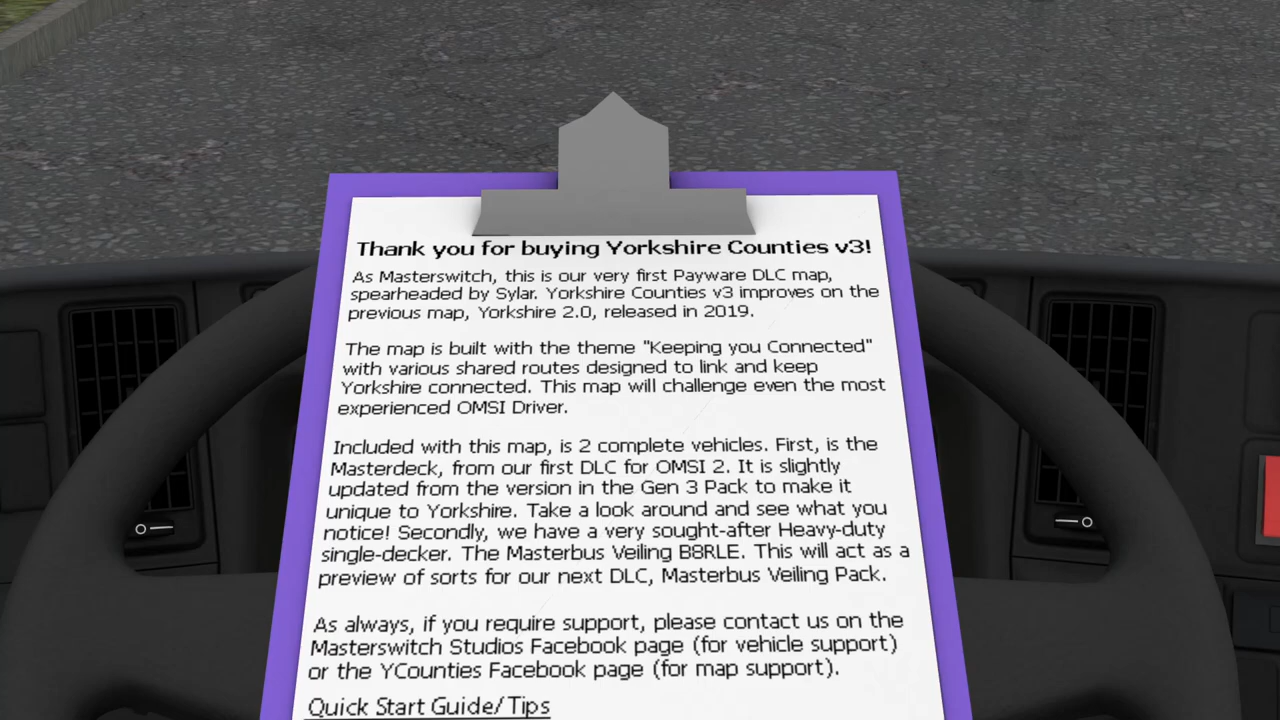 Thank you for buying Yorkshire Counties v3!
As Masterswitch, this is our very first Payware DLC map,
spearheaded by Sylar. Yorkshire Counties v3 improves on the
previous map, Yorkshire 2.0, released in 2019.
The map is built with the theme "Keeping you Connected"
with various shared routes designed to link and keep
Yorkshire connected. This map will challenge even the most
experienced OMSI Driver.
Included with this map, is 2 complete vehicles. First, is the
Masterdeck, from our first DLC for OMSI 2. It is slightly
updated from the version in the Gen 3 Pack to make it
unique to Yorkshire. Take a look around and see what you
notice! Secondly, we have a very sought-after Heavy-duty
single-decker. The Masterbus Veiling B8RLE. This will act as a
preview of sorts for our next DLC, Masterbus Veiling Pack.
As always, if you require support, please contact us on the
Masterswitch Studios Facebook page (for vehicle support)
or the YCounties Facebook page (for map support).
Quick Start Guide/Tips